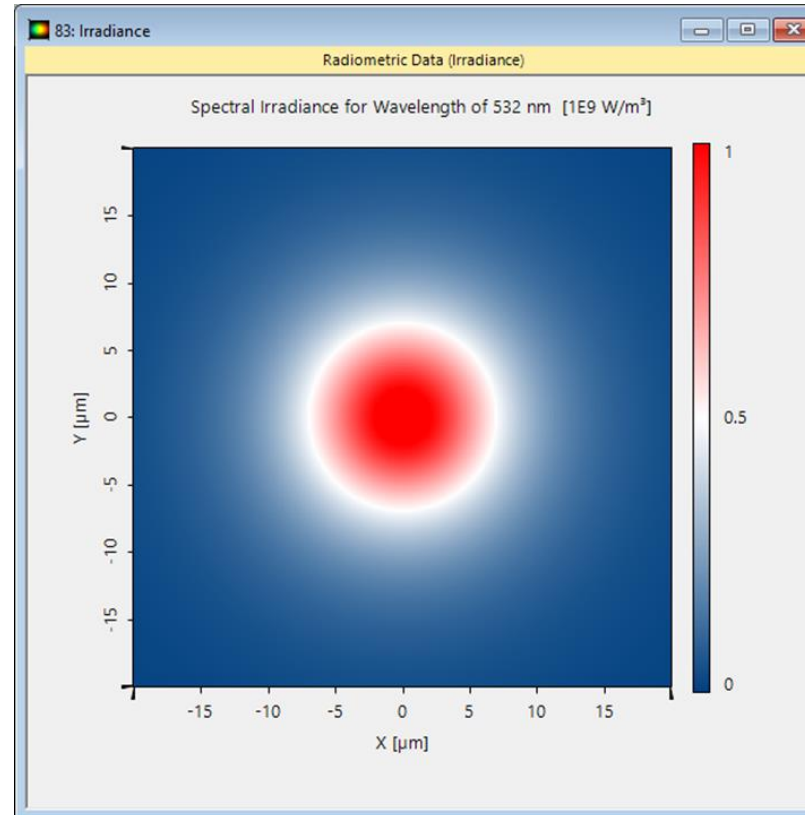 83: Irradiance
Radiometric Data (Irradiance)
Spectral Irradiance for Wavelength of 532 nm  [1E9 W/m³]
1
0.5
0
15
10
5
0
-5
-10
-15
Y [µm]
-15 -10 -5 0 5 10 15
X [µm]